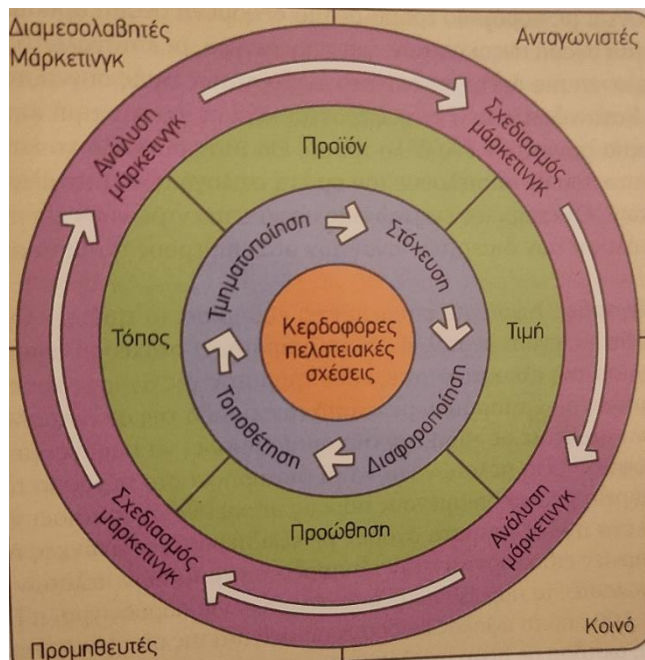 Διαμεσολαβητές
Μάρκετινγκ
Ανταγωνιστές
Ανάλυση
μάρκετινγκ
Σχεδιασμός
μάρκετινγκ
Προϊόν
Τμηματοποίηση
Στόχευση
Τόπος
Κερδοφόρες
πελατειακές
σχέσεις
Τιμή
Τοποθέτηση
Διαφοροποίηση
Προώθηση
Σχεδιασμός
μάρκετινγκ
Ανάλυση
μάρκετινγκ
Προμηθευτές
Κοινό